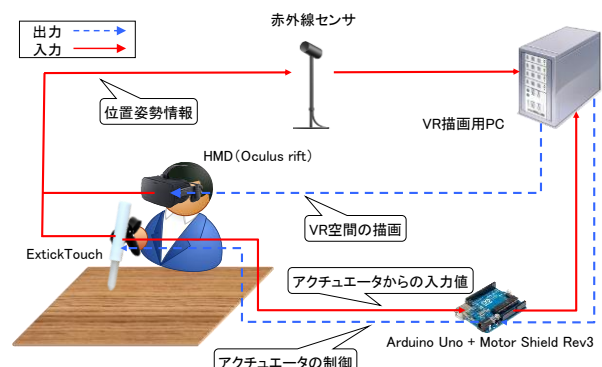 出力
入力
赤外線センサ
位置姿勢情報
VR描画用PC
HMD(Oculus rift)
VR空間の描画
ExtickTouch
アクチュエータからの入力値
Arduino Uno + Motor Shield Rev3
アクチュエータの制御